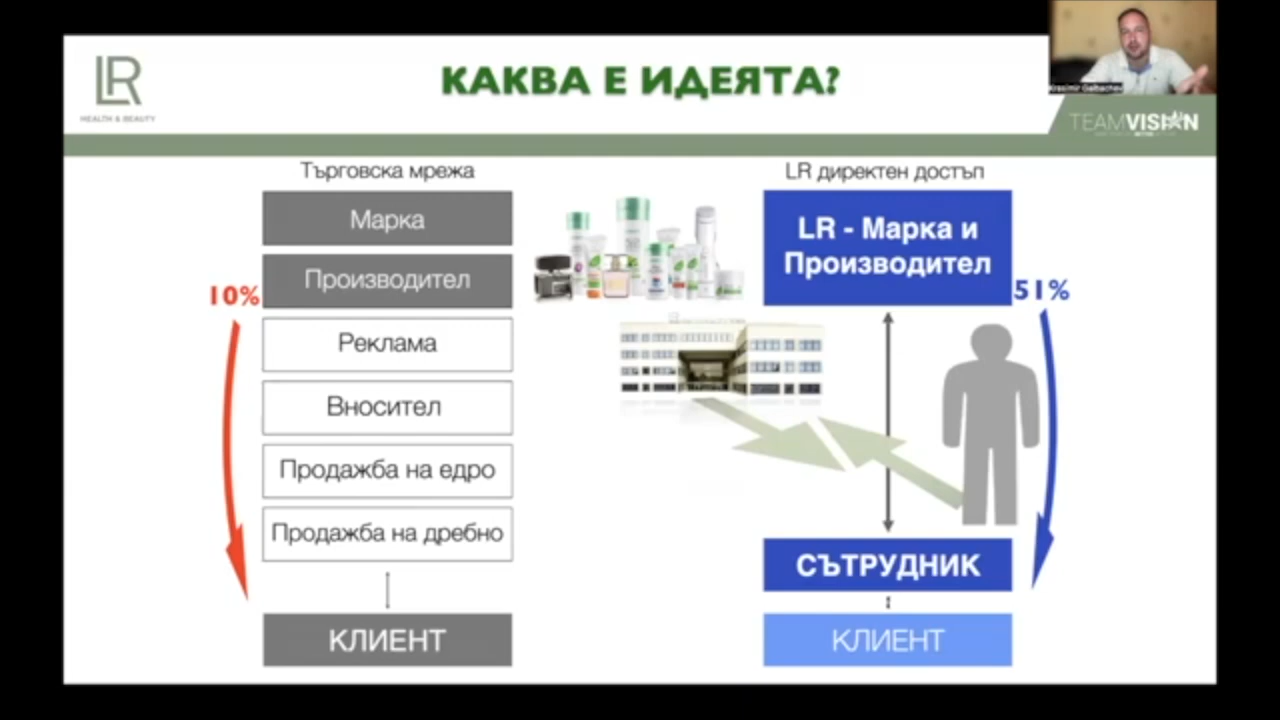 LR
HEALTH & BEAUTY
КАКВА Е ИДЕЯТА?
TEAMVISION
Търговска мрежа
Марка
Производител
10%
Реклама
Вносител
Продажба на едро
Продажба на дребно
КЛИЕНТ
LR директен достъп
LR - Марка и
Производител
51%
СЪТРУДНИК
КЛИЕНТ